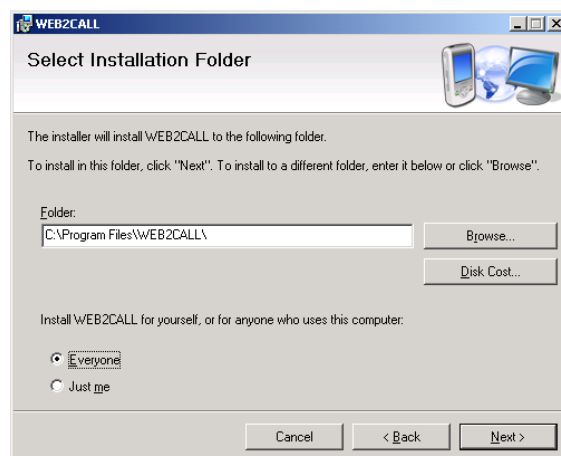 WEB2CALL
Select Installation Folder
The installer will install WEB2CALL to the following folder.
To install in this folder, click "Next". To install to a different folder, enter it below or click "Browse".
Folder:
C:\Program Files\WEB2CALL\
Browse...
Disk Cost...
Install WEB2CALL for yourself, or for anyone who uses this computer:
Everyone
Just me
Cancel
< Back
Next >